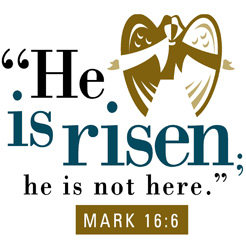 “He
is risen;
he is not here.”
MARK 16:6